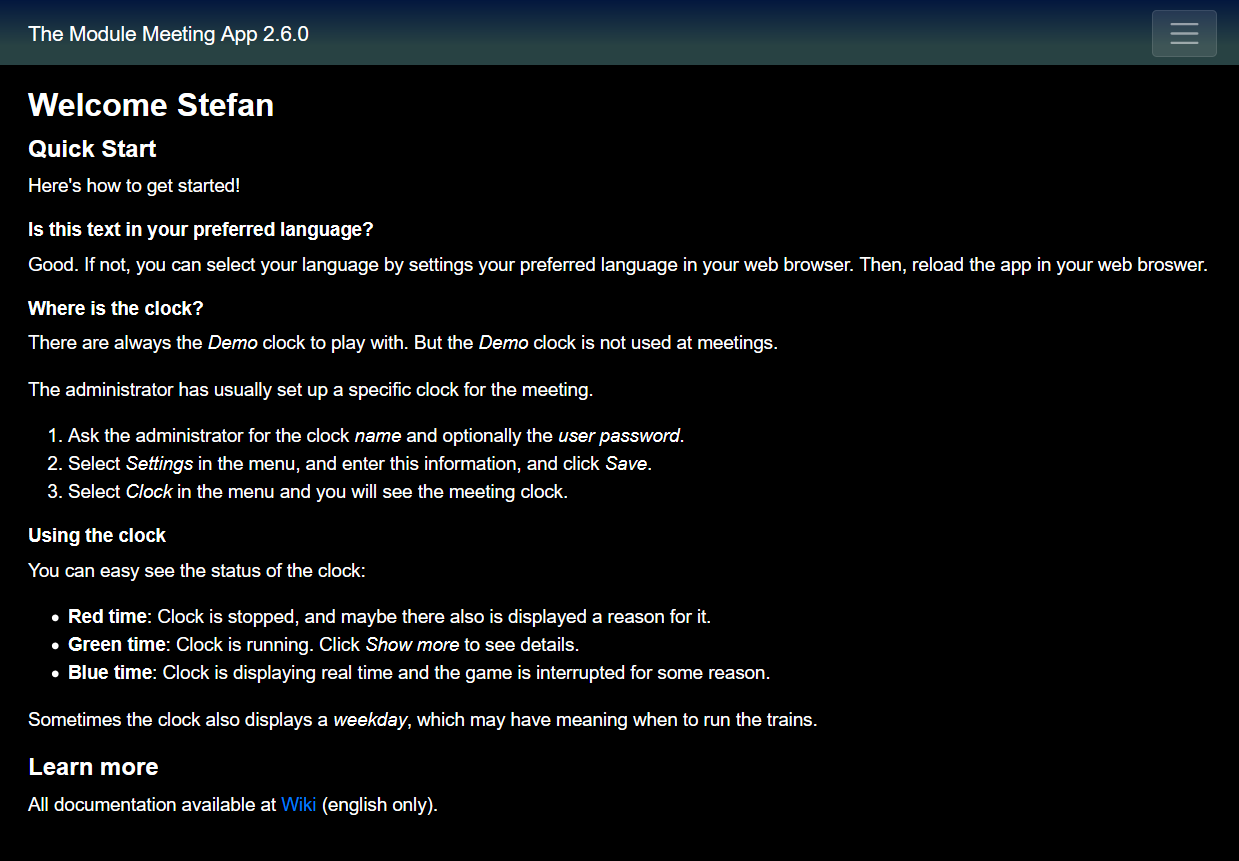 The Module Meeting App 2.6.0
Welcome Stefan
Quick Start
Here's how to get started!
Is this text in your preferred language?
Good. If not, you can select your language by settings your preferred language in your web browser. Then, reload the app in your web broswer.
Where is the clock?
There are always the Demo clock to play with. But the Demo clock is not used at meetings.
The administrator has usually set up a specific clock for the meeting.
1. Ask the administrator for the clock name and optionally the user password.
2. Select Settings in the menu, and enter this information, and click Save.
3. Select Clock in the menu and you will see the meeting clock.
Using the clock
You can easy see the status of the clock:
• Red time: Clock is stopped, and maybe there also is displayed a reason for it.
• Green time: Clock is running. Click Show more to see details.
• Blue time: Clock is displaying real time and the game is interrupted for some reason.
Sometimes the clock also displays a weekday, which may have meaning when to run the trains.
Learn more
All documentation available at Wiki (english only).